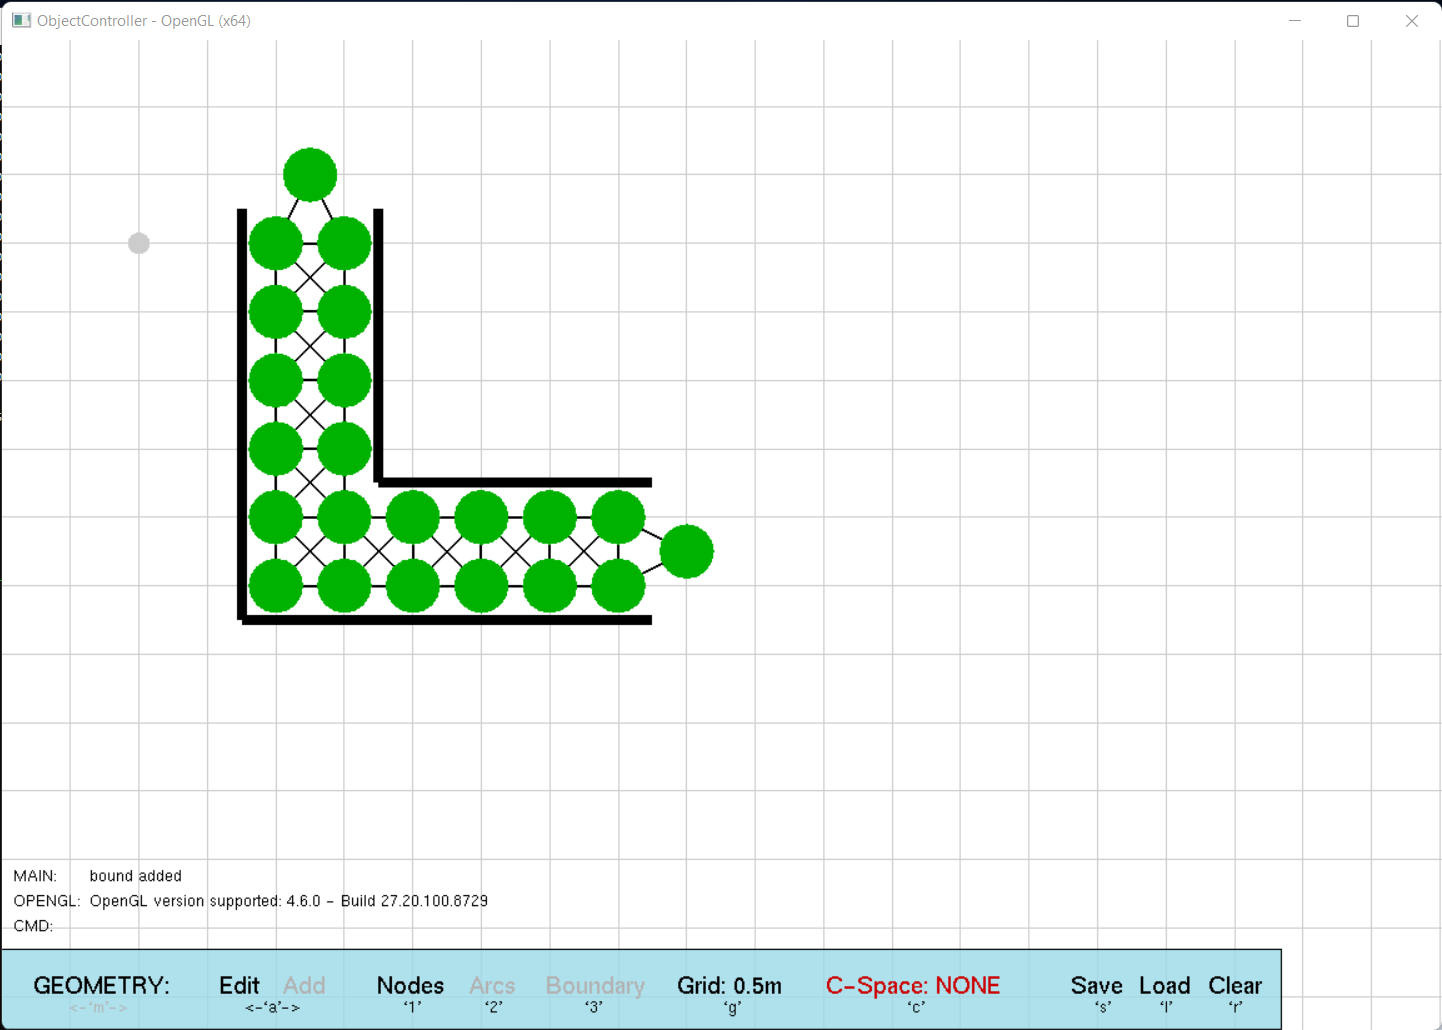 ObjectController - OpenGL (x64)
MAIN: bound added
OPENGL: OpenGL version supported: 4.6.0 - Build 27.20.100.8729
CMD:
GEOMETRY: Edit Add Nodes Arcs Boundary Grid: 0.5m C-Space: NONE Save Load Clear
<-'m'-> <-'a'-> '1' '2' '3' 'g' 'c' 's' 'l' 'r'